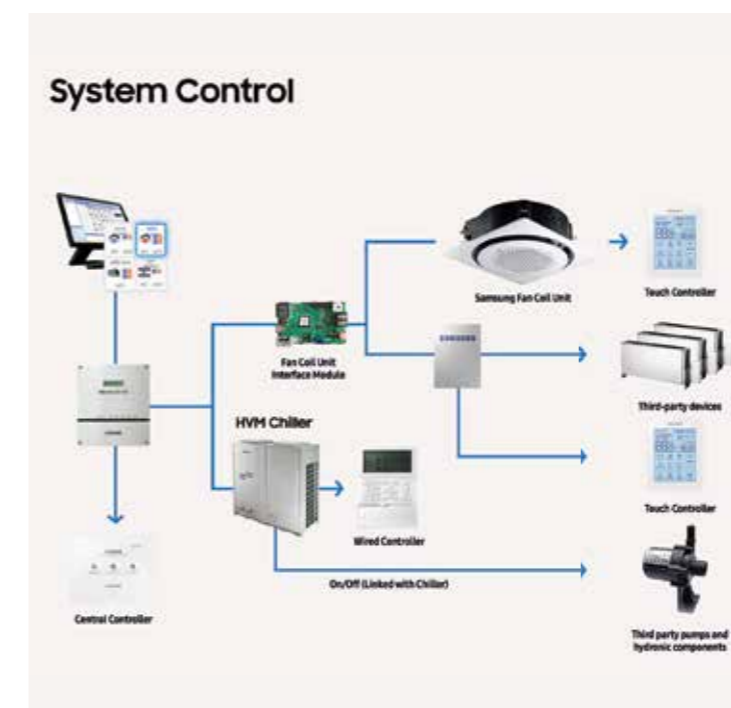 System Control
Samsung Fan Coil Unit
Touch Controller
Fan Coil Unit
Interface Module
Third-party devices
HVM Chiller
Touch Controller
Wired Controller
On/Off (Linked with Chiller)
Central Controller
Third party pumps and
hydronic components